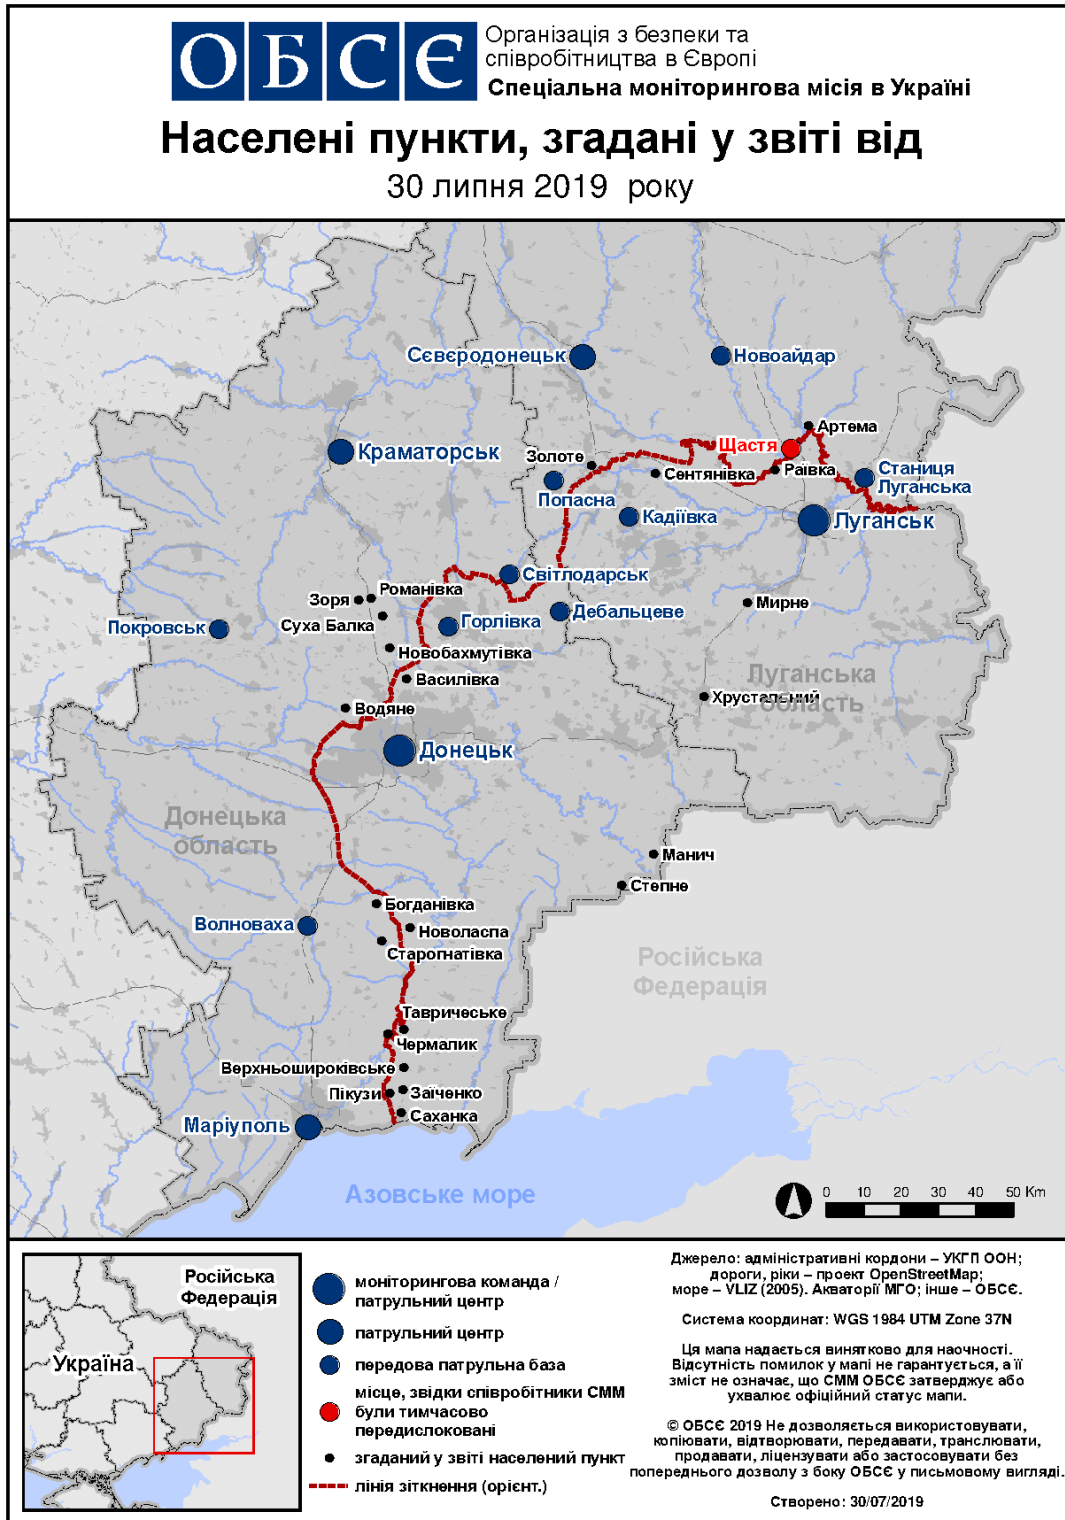 ОБСЄ
Організація з безпеки та
співробітництва в Європі
Спеціальна моніторингова місія в Україні
Населені пункти, згадані у звіті від
30 липня 2019 року
Сєвєродонецьк
Новоайдар
Артема
Щастя
Краматорськ
Золоте
Сентянівка
Раївка
Станиця
Луганська
Попасна
Кадіївка
Луганськ
Світлодарськ
Романівка
Зоря
Суха Балка
Горлівка
Дебальцеве
Мирне
Покровськ
Новобахмутівка
Василівка
Луганська
область
Хрустальний
Водяне
Донецьк
Донецька
область
Манич
Степне
Богданівка
Волноваха
Новоласпа
Старогнатівка
Російська
Федерація
Тавричеське
Чермалик
Верхньошироківське
Пікузи
Заїченко
Саханка
Маріуполь
Азовське море
0 10 20 30 40 50 Km
Російська
Федерація
Україна
моніторингова команда /
патрульний центр
патрульний центр
передова патрульна база
місце, звідки співробітники СММ
були тимчасово
передислоковані
згаданий у звіті населений пункт
лінія зіткнення (орієнт.)
Джерело: адміністративні кордони – УКГП ООН;
дороги, ріки – проект OpenStreetMap;
море – VLIZ (2005). Акваторії МГО; інше – ОБСЄ.
Система координат: WGS 1984 UTM Zone 37N
Ця мапа надається винятково для наочності.
Відсутність помилок у мапі не гарантується, а її
зміст не означає, що СММ ОБСЄ затверджує або
ухвалює офіційний статус мапи.
© ОБСЄ 2019 Не дозволяється використовувати,
копіювати, відтворювати, передавати, транслювати,
продавати, ліцензувати або застосовувати без
попереднього дозволу з боку ОБСЄ у письмовому вигляді.
Створено: 30/07/2019